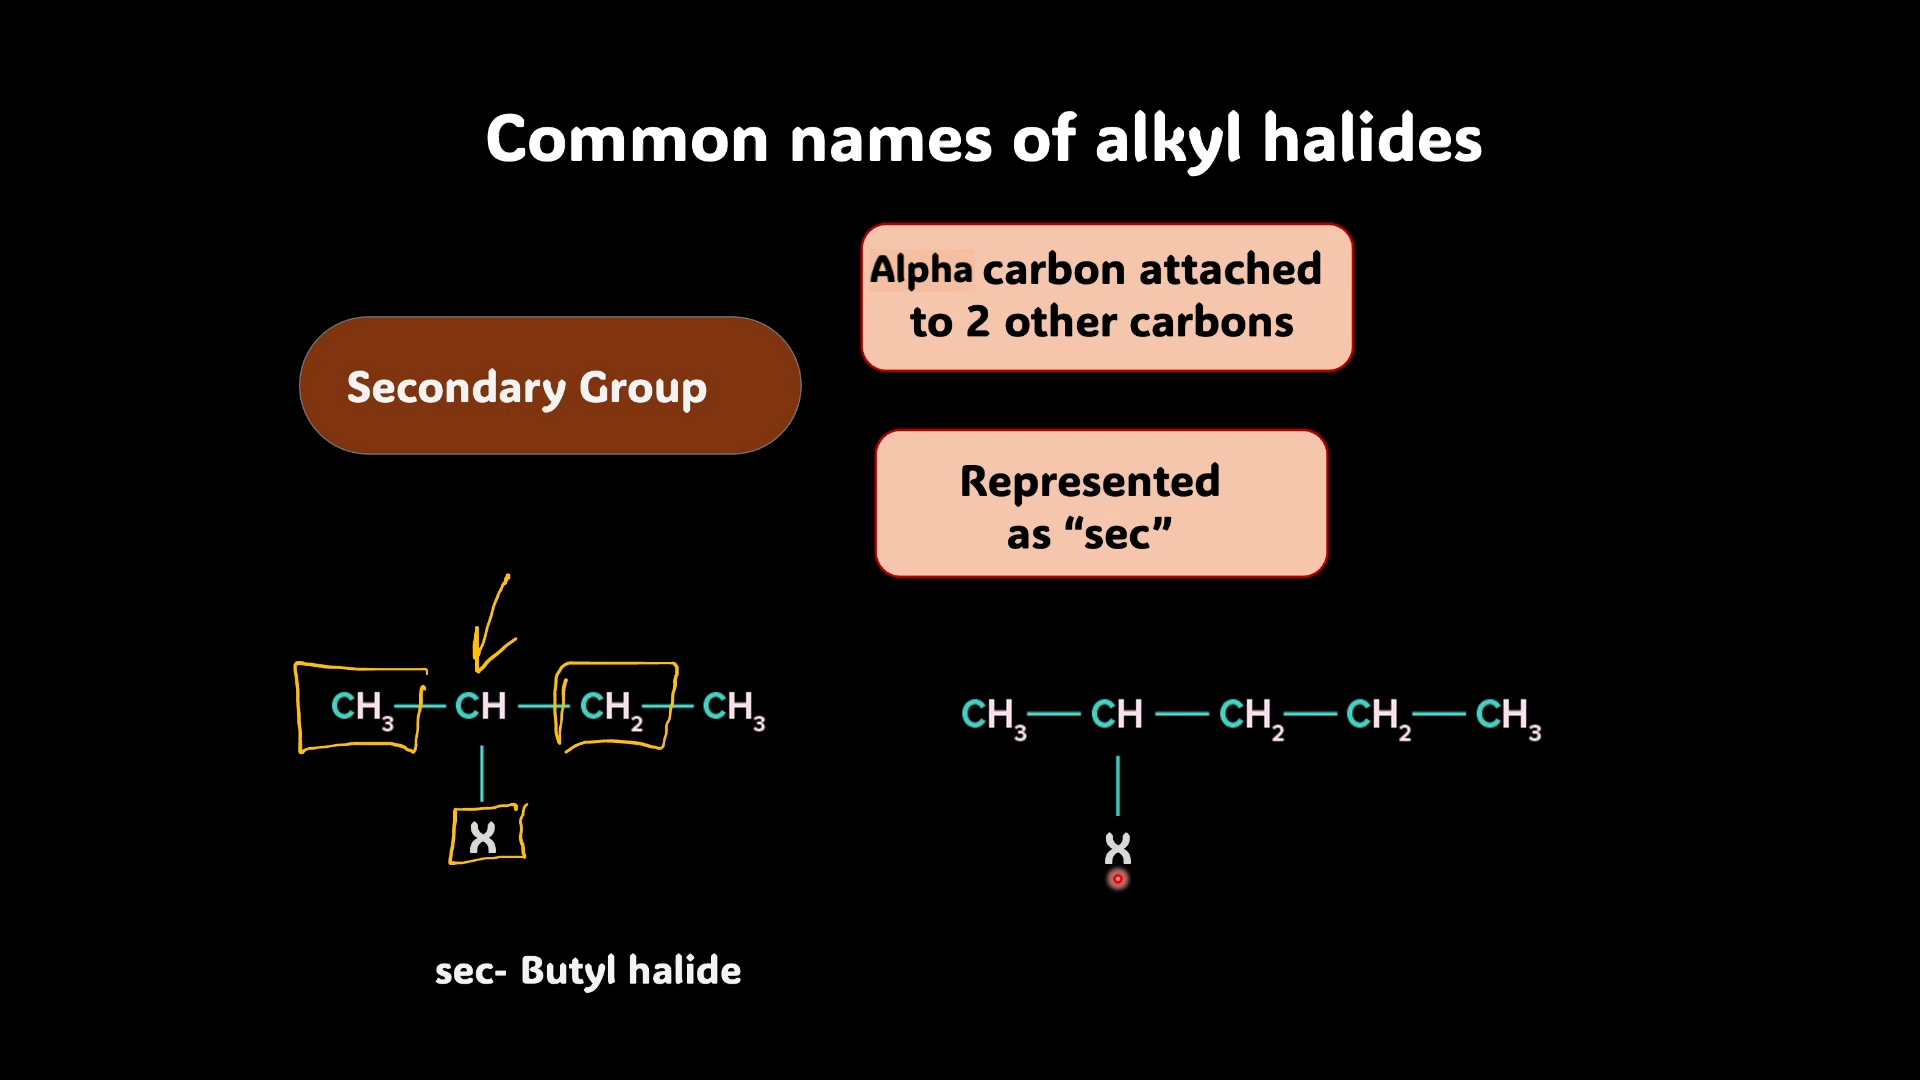 Common names of alkyl halides
Alpha carbon attached
to 2 other carbons
Secondary Group
Represented
as “sec”
CH₃—CH—CH₂—CH₃
X
CH₃—CH—CH₂—CH₂—CH₃
X
sec- Butyl halide